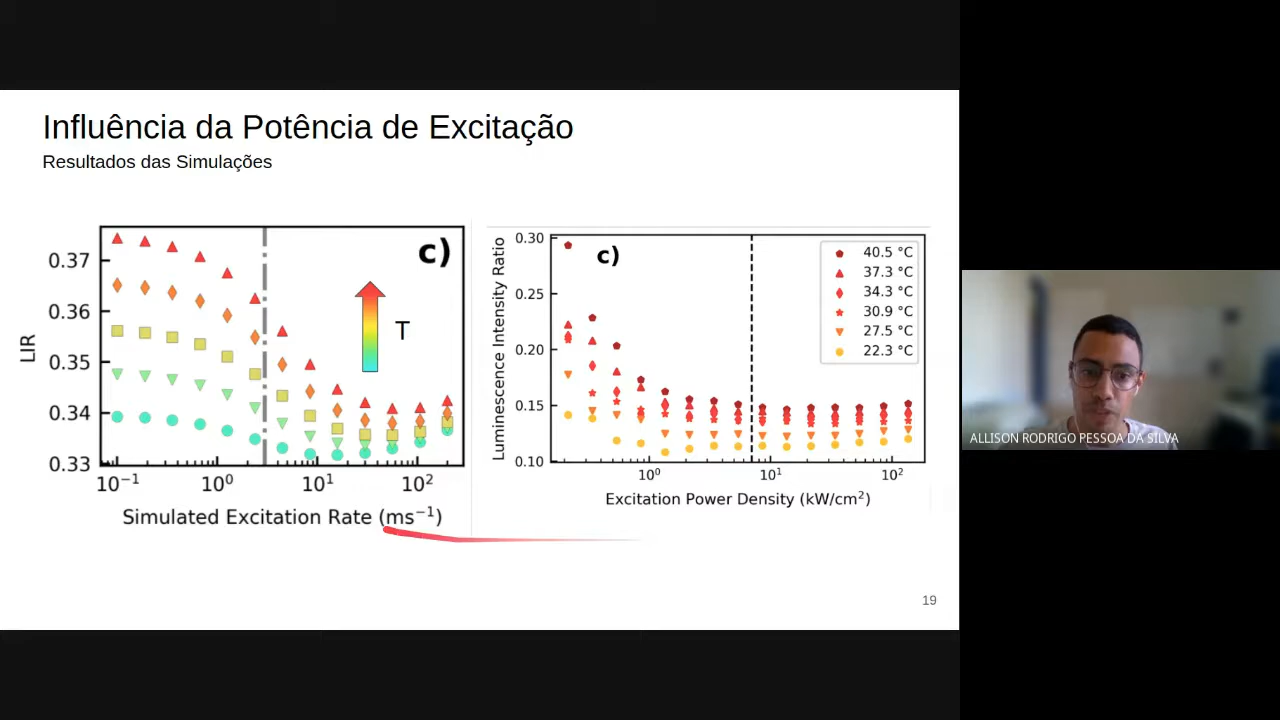 Influência da Potência de Excitação
Resultados das Simulações
c)
T
LIR
0.37
0.36
0.35
0.34
0.33
10⁻¹ 10⁰ 10¹ 10²
Simulated Excitation Rate (ms⁻¹)
c)
Luminescence Intensity Ratio
0.30
0.25
0.20
0.15
0.10
40.5 °C
37.3 °C
34.3 °C
30.9 °C
27.5 °C
22.3 °C
10⁰ 10¹ 10²
Excitation Power Density (kW/cm²)
19
ALLISON RODRIGO PESSOA DA SILVA